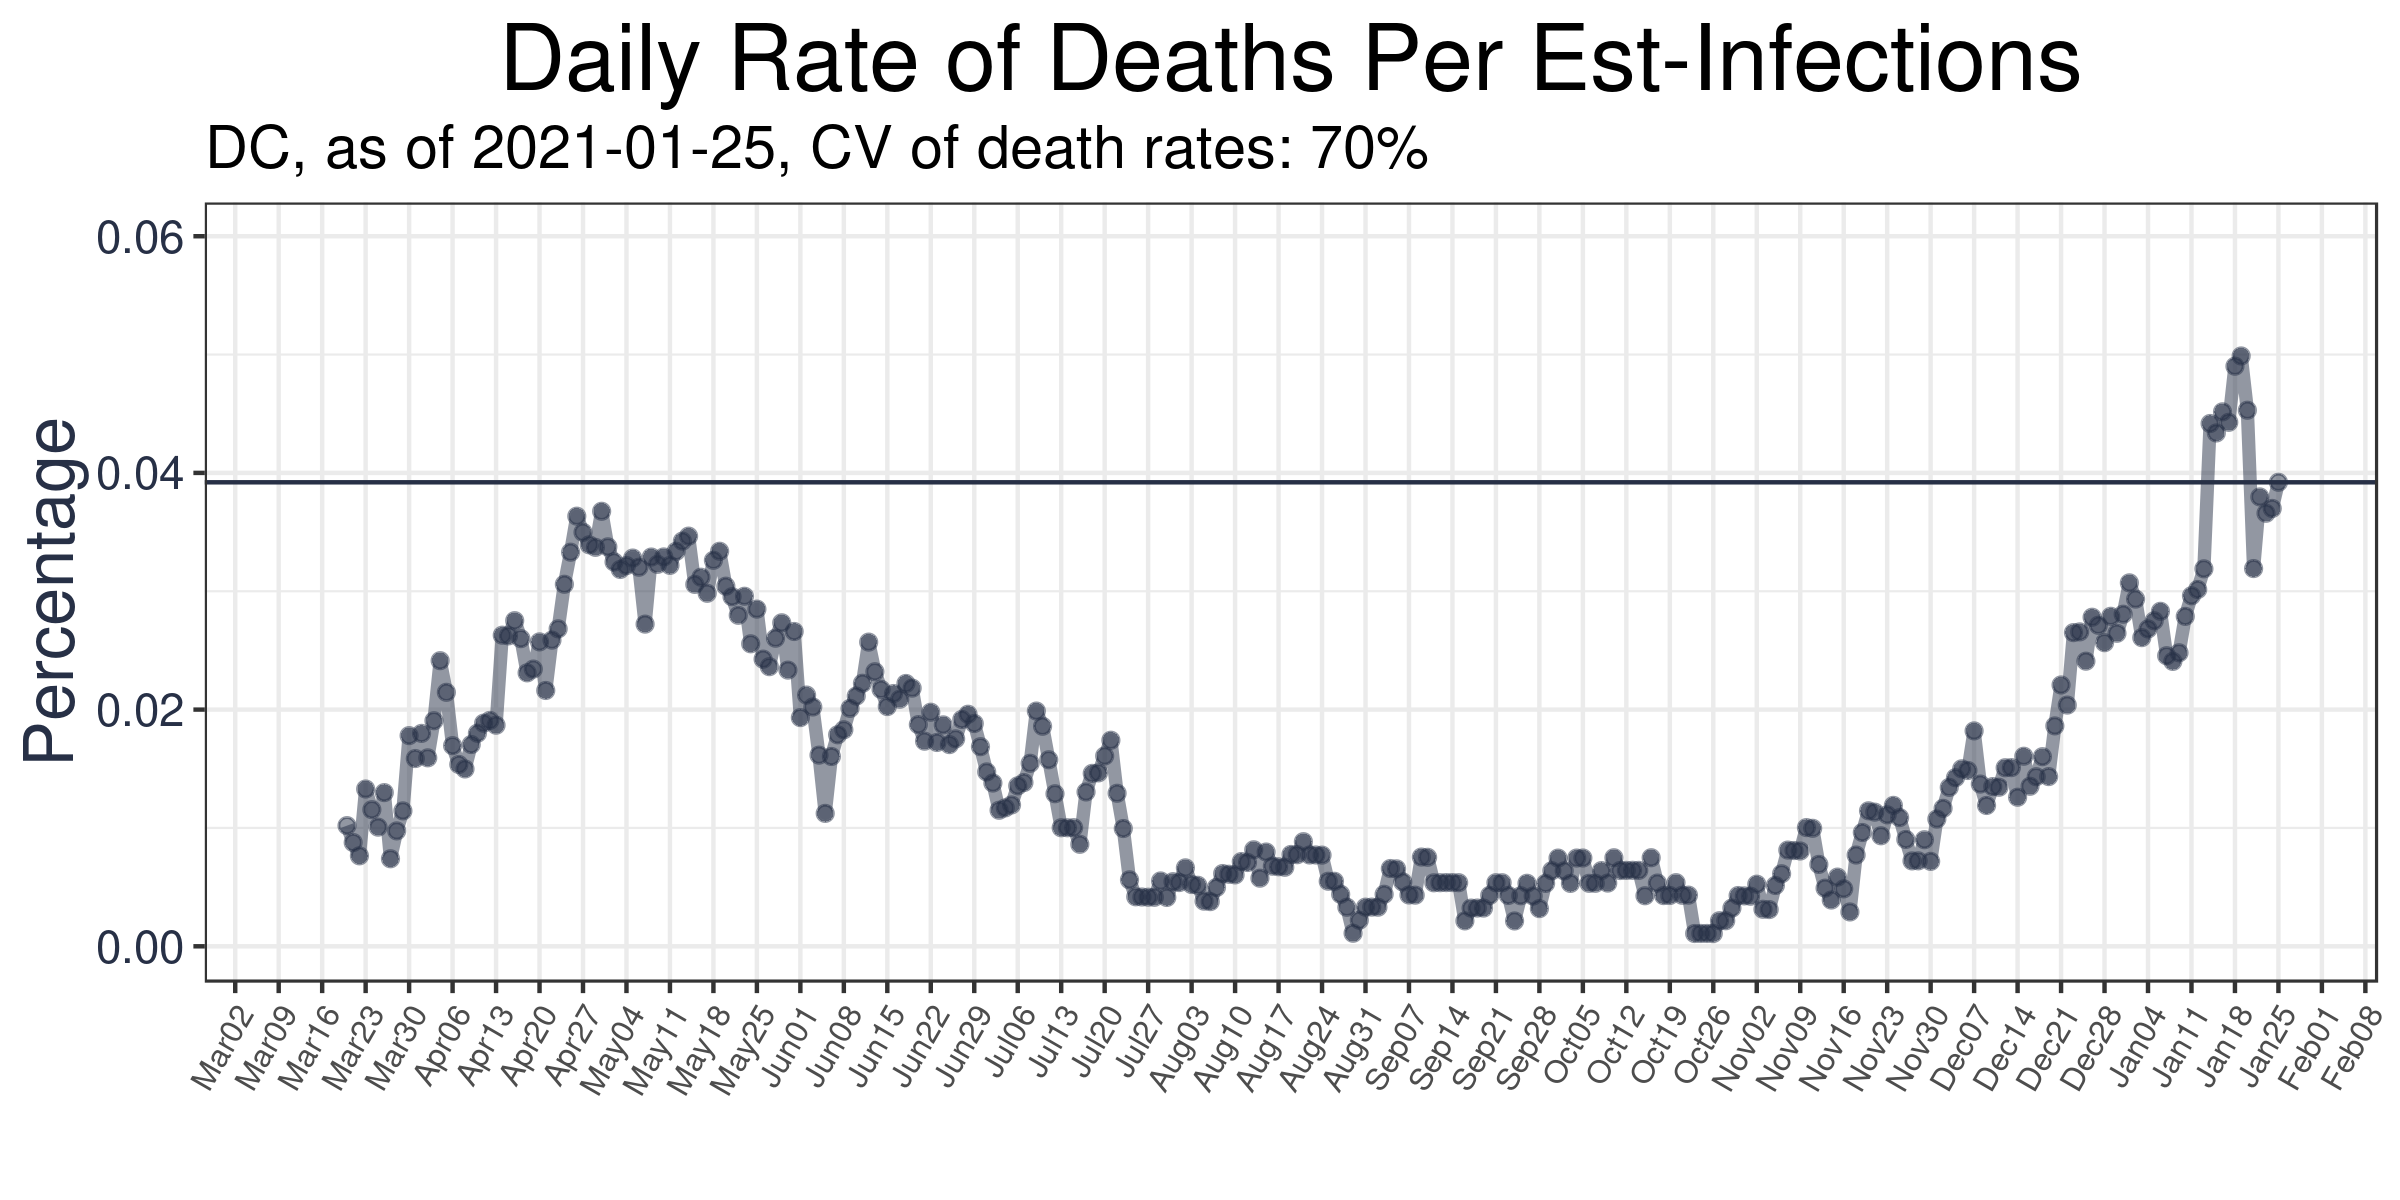 Daily Rate of Deaths Per Est-Infections
DC, as of 2021-01-25, CV of death rates: 70%
Percentage
0.06
0.04
0.02
0.00
Mar02
Mar09
Mar16
Mar23
Mar30
Apr06
Apr13
Apr20
Apr27
May04
May11
May18
May25
Jun01
Jun08
Jun15
Jun22
Jun29
Jul06
Jul13
Jul20
Jul27
Aug03
Aug10
Aug17
Aug24
Aug31
Sep07
Sep14
Sep21
Sep28
Oct05
Oct12
Oct19
Oct26
Nov02
Nov09
Nov16
Nov23
Nov30
Dec07
Dec14
Dec21
Dec28
Jan04
Jan11
Jan18
Jan25
Feb01
Feb08